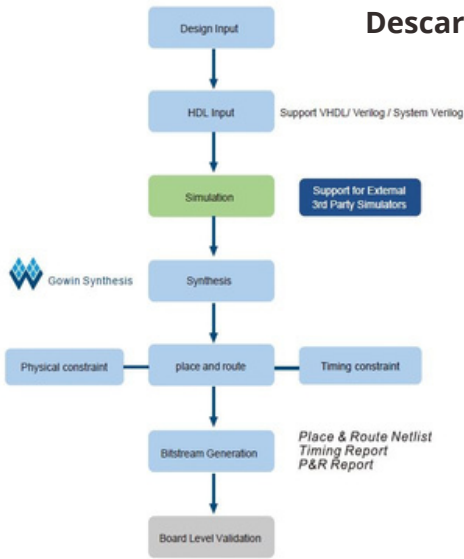 Descar
Design Input
HDL Input
Support VHDL/ Verilog / System Verilog
Simulation
Support for External
3rd Party Simulators
Gowin Synthesis
Synthesis
Physical constraint
place and route
Timing constraint
Bitstream Generation
Place & Route Netlist
Timing Report
P&R Report
Board Level Validation